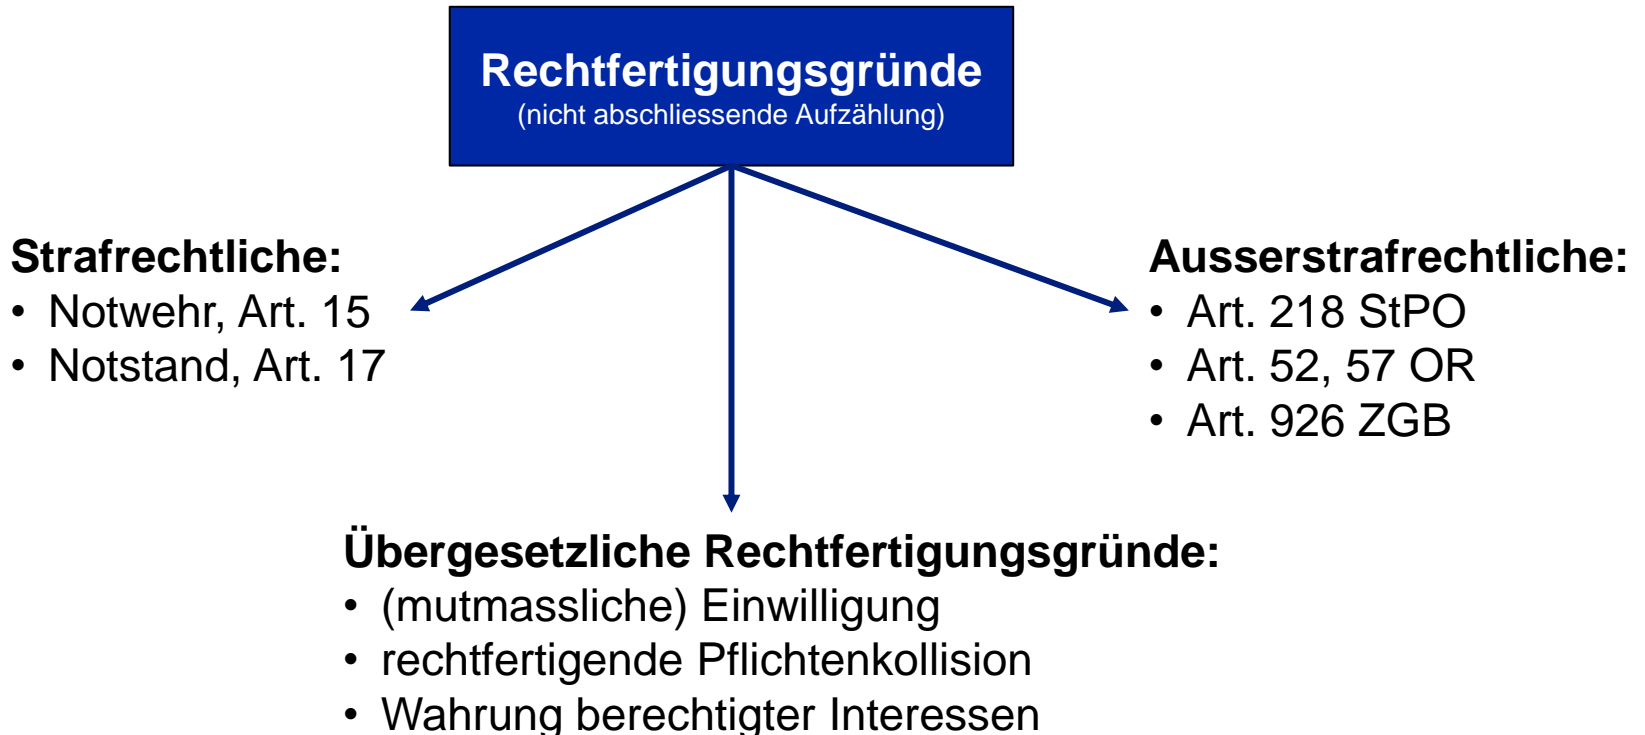 Rechtfertigungsgründe
(nicht abschliessende Aufzählung)
Strafrechtliche:
• Notwehr, Art. 15
• Notstand, Art. 17
Ausserstrafrechtliche:
• Art. 218 StPO
• Art. 52, 57 OR
• Art. 926 ZGB
Übergesetzliche Rechtfertigungsgründe:
• (mutmassliche) Einwilligung
• rechtfertigende Pflichtenkollision
• Wahrung berechtigter Interessen